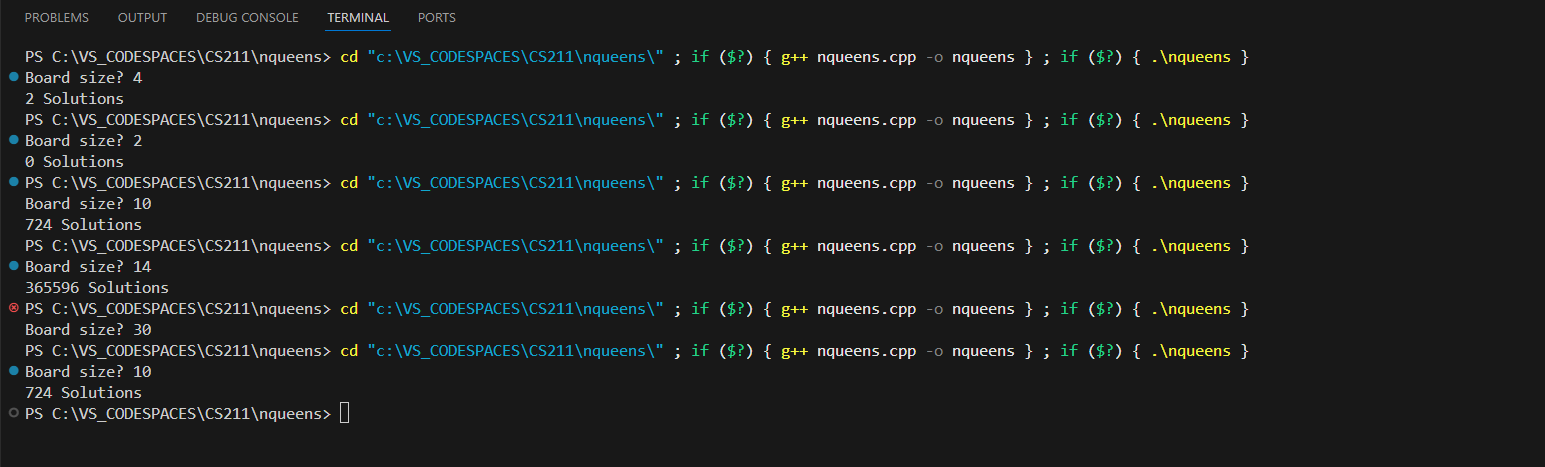 PROBLEMS OUTPUT DEBUG CONSOLE TERMINAL PORTS
PS C:\VS_CODESPACES\CS211\nqueens> cd "c:\VS_CODESPACES\CS211\nqueens\" ; if ($?) { g++ nqueens.cpp -o nqueens } ; if ($?) { .\nqueens }
Board size? 4
2 Solutions
PS C:\VS_CODESPACES\CS211\nqueens> cd "c:\VS_CODESPACES\CS211\nqueens\" ; if ($?) { g++ nqueens.cpp -o nqueens } ; if ($?) { .\nqueens }
Board size? 2
0 Solutions
PS C:\VS_CODESPACES\CS211\nqueens> cd "c:\VS_CODESPACES\CS211\nqueens\" ; if ($?) { g++ nqueens.cpp -o nqueens } ; if ($?) { .\nqueens }
Board size? 10
724 Solutions
PS C:\VS_CODESPACES\CS211\nqueens> cd "c:\VS_CODESPACES\CS211\nqueens\" ; if ($?) { g++ nqueens.cpp -o nqueens } ; if ($?) { .\nqueens }
Board size? 14
365596 Solutions
PS C:\VS_CODESPACES\CS211\nqueens> cd "c:\VS_CODESPACES\CS211\nqueens\" ; if ($?) { g++ nqueens.cpp -o nqueens } ; if ($?) { .\nqueens }
Board size? 30
PS C:\VS_CODESPACES\CS211\nqueens> cd "c:\VS_CODESPACES\CS211\nqueens\" ; if ($?) { g++ nqueens.cpp -o nqueens } ; if ($?) { .\nqueens }
Board size? 10
724 Solutions
PS C:\VS_CODESPACES\CS211\nqueens>